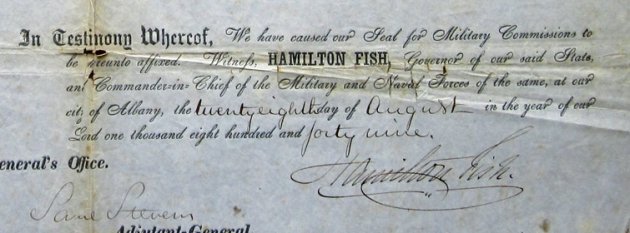 In Testimony Whereof, We have caused our Seal for Military Commissions to
be hereunto affixed. Witness, HAMILTON FISH, Governor of our said State,
and Commander-in-Chief of the Military and Naval Forces of the same, at our
city of Albany, the twenty eighth day of August in the year of our
Lord one thousand eight hundred and forty nine.
eneral's Office.
Hamilton Fish.
Stevens
Adjutant-General.